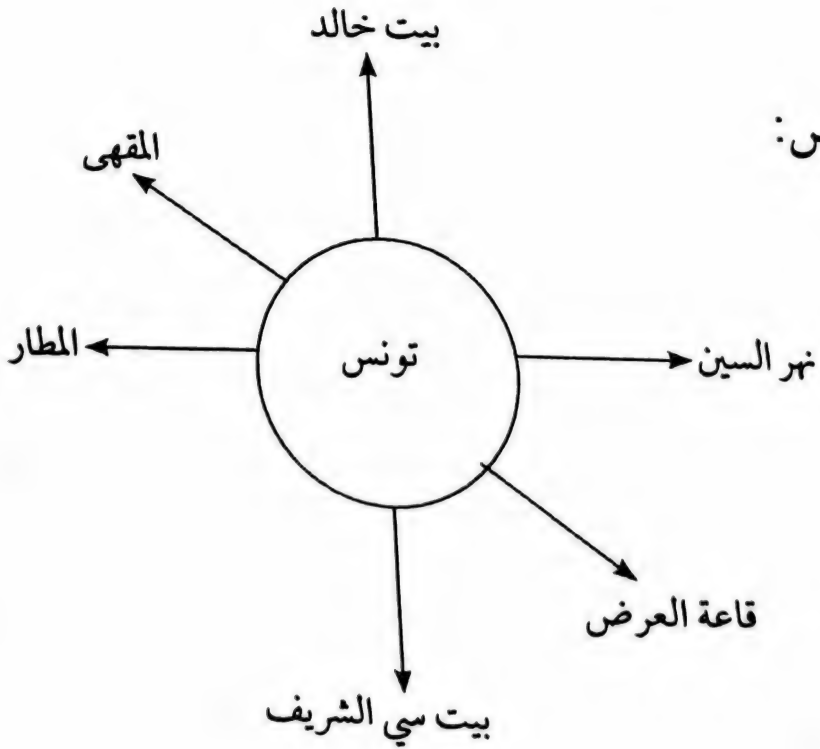 بيت خالد
المقهى
المطار
تونس
نهر السين
قاعة العرض
بيت سي الشريف